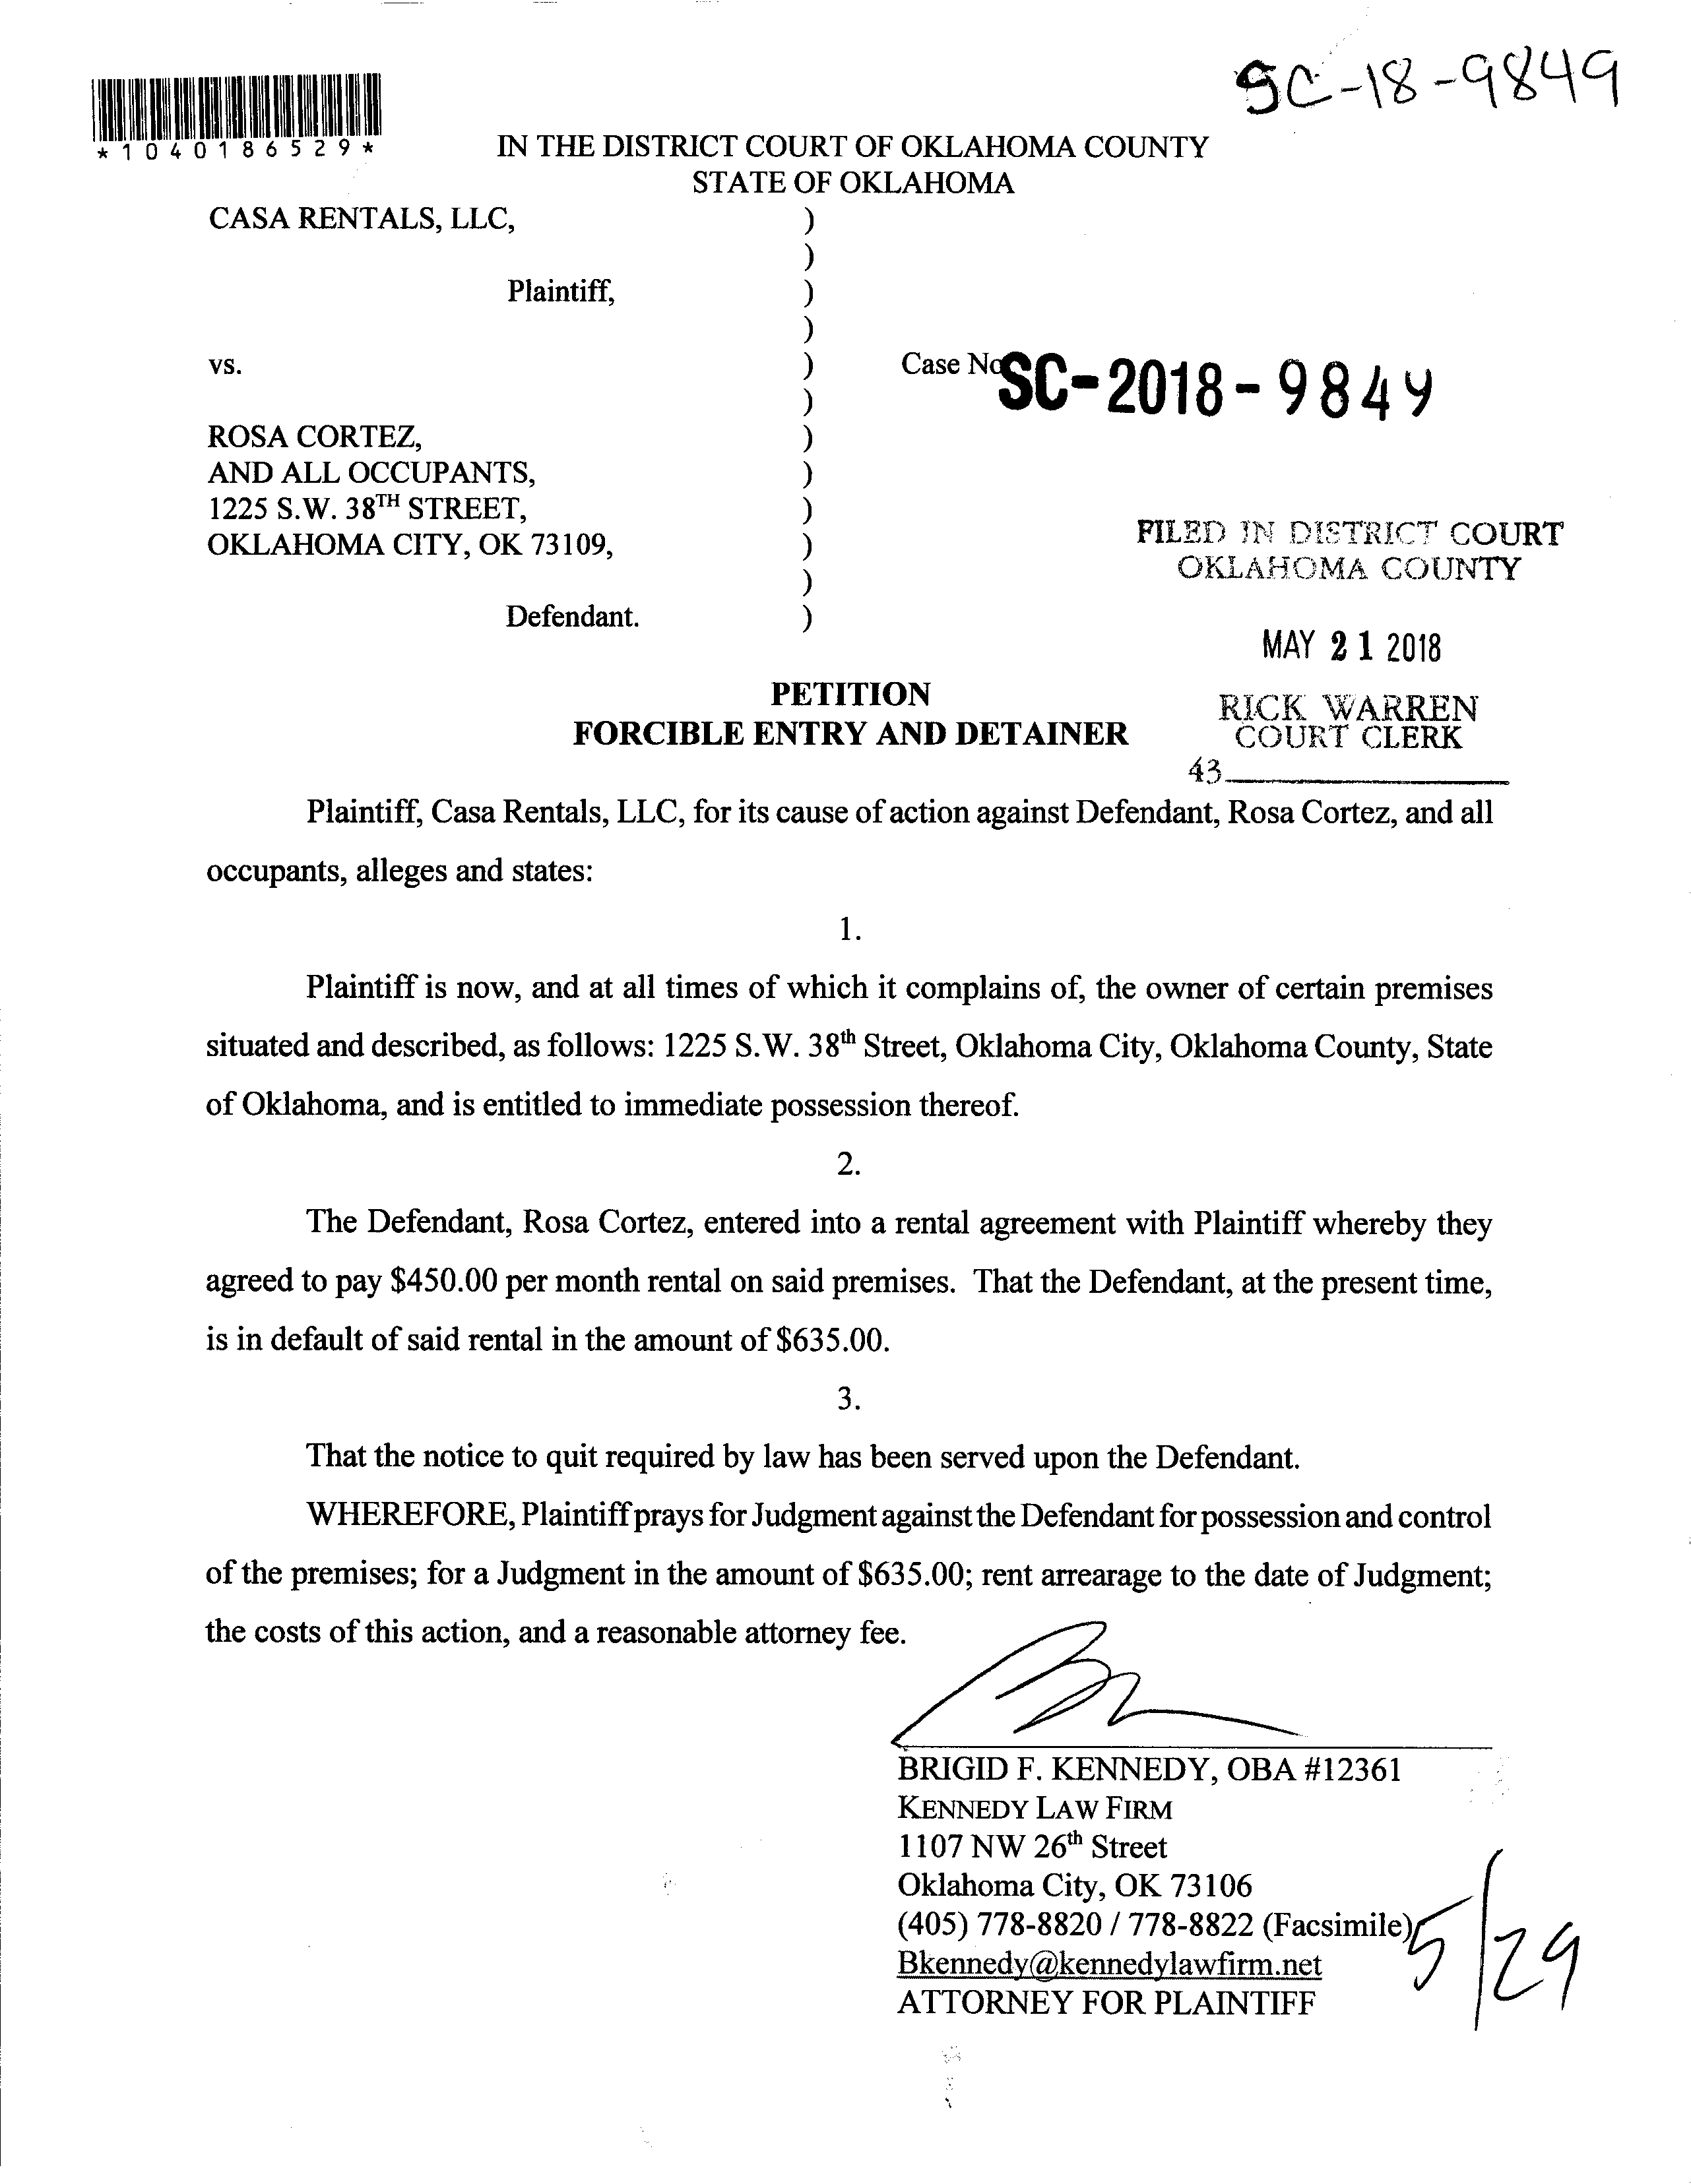 SC-18-9849
*1040186529*
IN THE DISTRICT COURT OF OKLAHOMA COUNTY
STATE OF OKLAHOMA
CASA RENTALS, LLC, )
)
Plaintiff, )
)
vs. ) Case No SC-2018-9849
)
ROSA CORTEZ, )
AND ALL OCCUPANTS, )
1225 S.W. 38TH STREET, )
OKLAHOMA CITY, OK 73109, )
)
Defendant. )
FILED IN DISTRICT COURT
OKLAHOMA COUNTY
MAY 21 2018
RICK WARREN
COURT CLERK
43
PETITION
FORCIBLE ENTRY AND DETAINER
Plaintiff, Casa Rentals, LLC, for its cause of action against Defendant, Rosa Cortez, and all
occupants, alleges and states:
1.
Plaintiff is now, and at all times of which it complains of, the owner of certain premises
situated and described, as follows: 1225 S.W. 38th Street, Oklahoma City, Oklahoma County, State
of Oklahoma, and is entitled to immediate possession thereof.
2.
The Defendant, Rosa Cortez, entered into a rental agreement with Plaintiff whereby they
agreed to pay $450.00 per month rental on said premises. That the Defendant, at the present time,
is in default of said rental in the amount of $635.00.
3.
That the notice to quit required by law has been served upon the Defendant.
WHEREFORE, Plaintiff prays for Judgment against the Defendant for possession and control
of the premises; for a Judgment in the amount of $635.00; rent arrearage to the date of Judgment;
the costs of this action, and a reasonable attorney fee.
BRIGID F. KENNEDY, OBA #12361
KENNEDY LAW FIRM
1107 NW 26th Street
Oklahoma City, OK 73106
(405) 778-8820 / 778-8822 (Facsimile)
Bkennedy@kennedylawfirm.net
ATTORNEY FOR PLAINTIFF
5/29